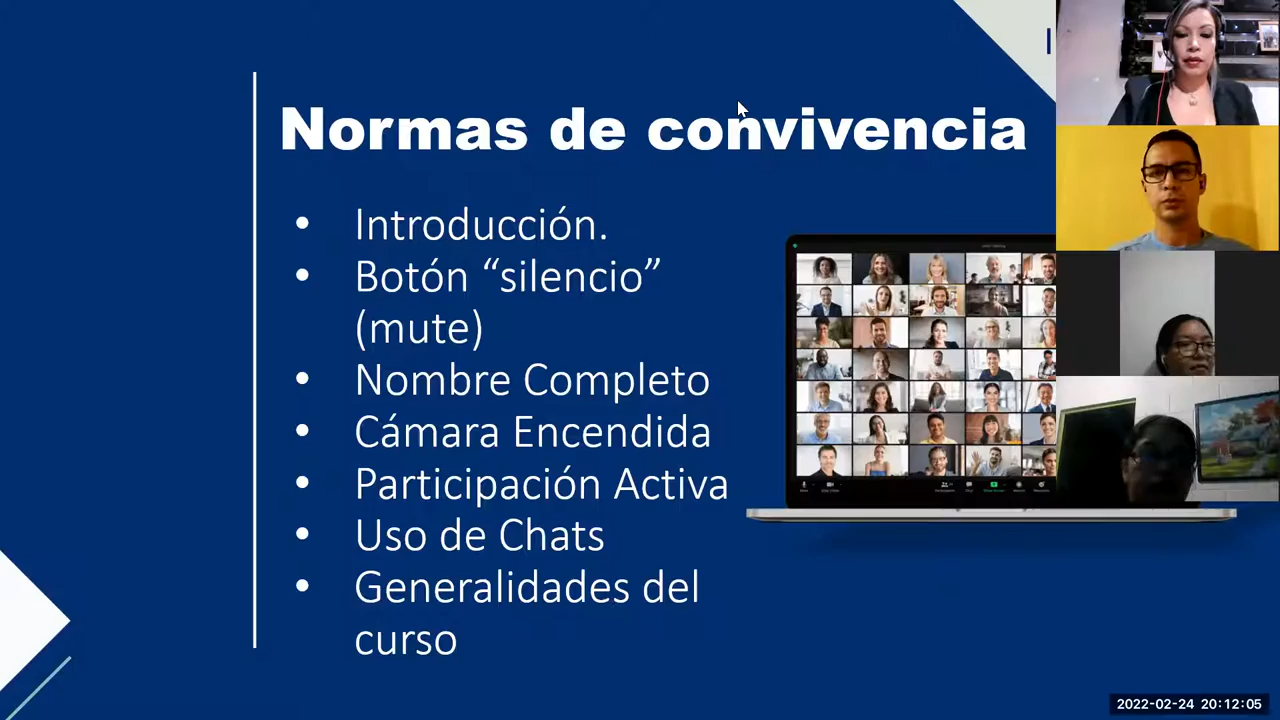 Normas de convivencia
• Introducción.
• Botón “silencio”
(mute)
• Nombre Completo
• Cámara Encendida
• Participación Activa
• Uso de Chats
• Generalidades del
curso
2022-02-24 20:12:05